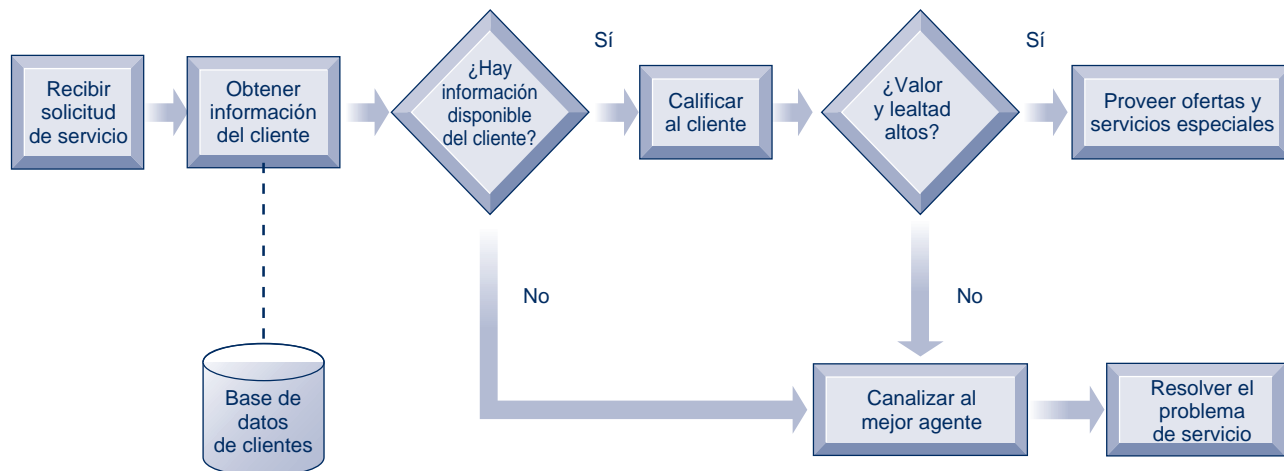 Recibir
solicitud
de servicio
Obtener
información
del cliente
¿Hay
información
disponible
del cliente?
Sí
Calificar
al cliente
¿Valor
y lealtad
altos?
Sí
Proveer ofertas y
servicios especiales
No
No
Base de
datos
de clientes
Canalizar al
mejor agente
Resolver el
problema
de servicio